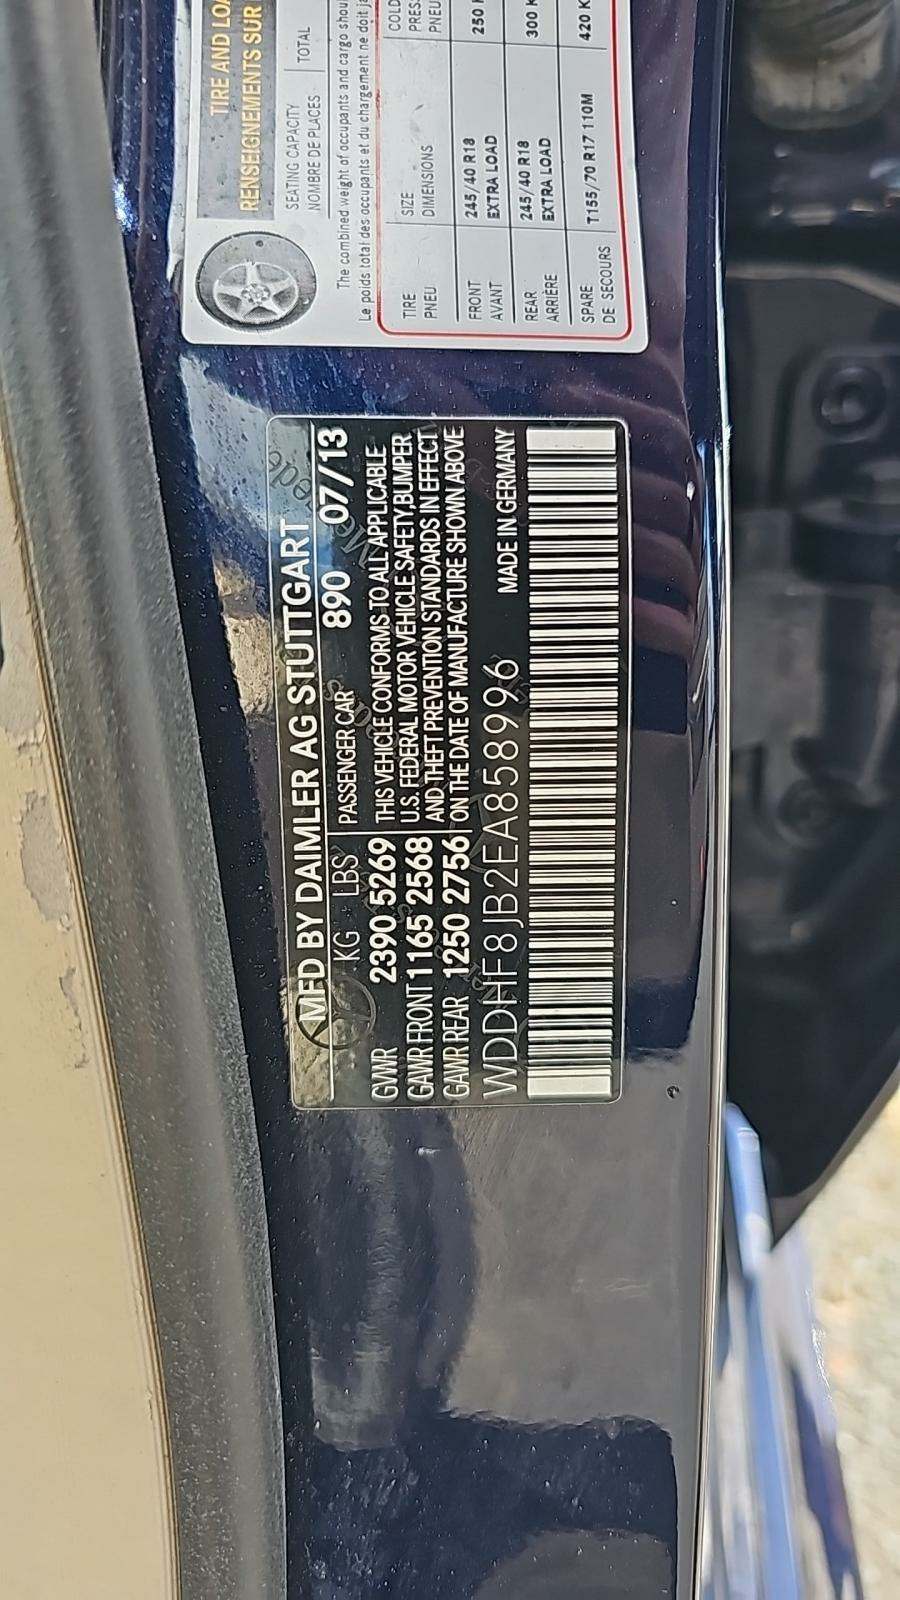 TIRE AND LOA
RENSEIGNEMENTS SUR
SEATING CAPACITY
NOMBRE DE PLACES
TOTAL
The combined weight of occupants and cargo shou
Le poids total des occupants et du chargement ne doit ja
TIRE
PNEU
SIZE
DIMENSIONS
COLD
PRES
PNEU
FRONT
AVANT
245/40 R18
EXTRA LOAD
250 K
REAR
ARRIÈRE
245/40 R18
EXTRA LOAD
300 K
SPARE
DE SECOURS
T155/70 R17 110M
420 K
MFD BY DAIMLER AG STUTTGART
KG LBS
PASSENGER CAR 890 07/13
GVWR 2390 5269
GAWR FRONT 1165 2568
GAWR REAR 1250 2756
THIS VEHICLE CONFORMS TO ALL APPLICABLE
U.S. FEDERAL MOTOR VEHICLE SAFETY,BUMPER
AND THEFT PREVENTION STANDARDS IN EFFECT
ON THE DATE OF MANUFACTURE SHOWN ABOVE
WDDHF8JB2EA858996 MADE IN GERMANY